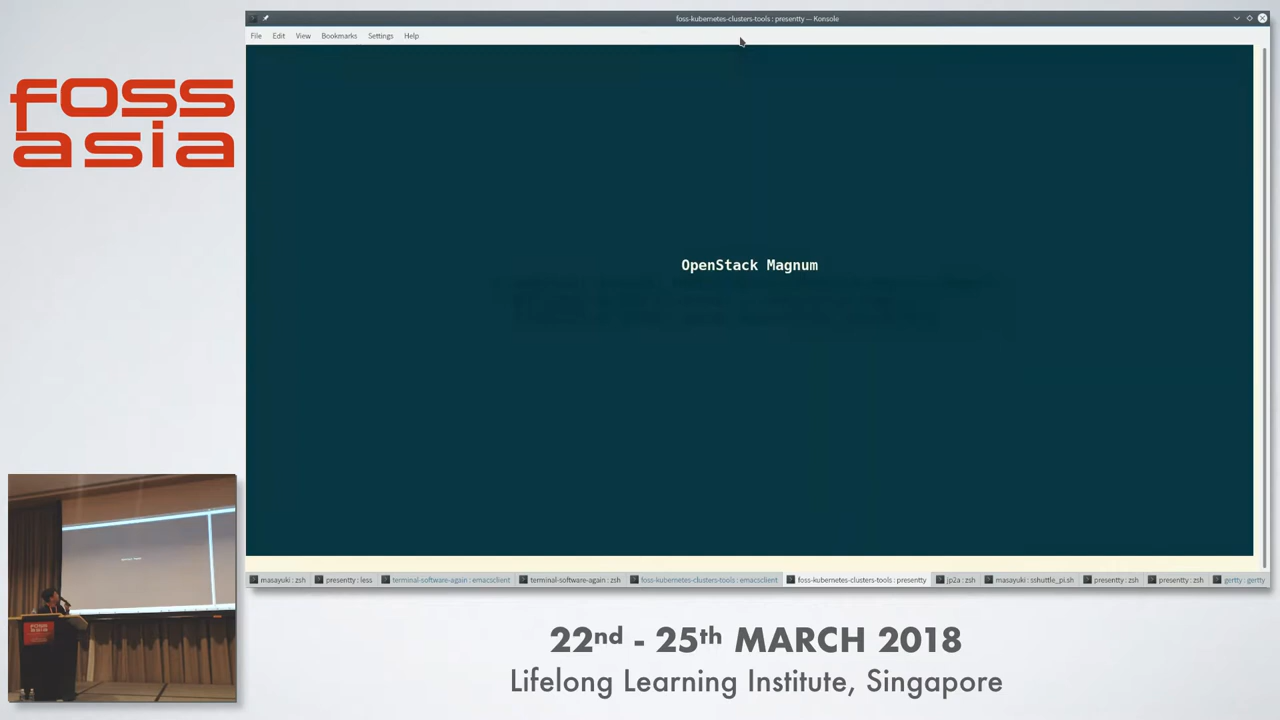 foss-kubernetes-clusters-tools : presentty — Konsole
File Edit View Bookmarks Settings Help
foss
asia
OpenStack Magnum
masayuki : zsh
presentty : less
terminal-software-again : emacsclient
terminal-software-again : zsh
foss-kubernetes-clusters-tools : emacsclient
foss-kubernetes-clusters-tools : presentty
jp2a : zsh
masayuki : sshuttle_pi.sh
presentty : zsh
presentty : zsh
gertty : gertty
22nd - 25th MARCH 2018
Lifelong Learning Institute, Singapore